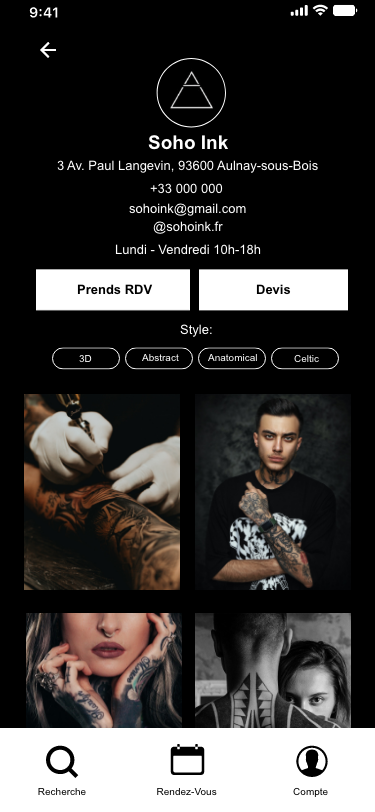 9:41
Soho Ink
3 Av. Paul Langevin, 93600 Aulnay-sous-Bois
+33 000 000
sohoink@gmail.com
@sohoink.fr
Lundi - Vendredi 10h-18h
Prends RDV
Devis
Style:
3D
Abstract
Anatomical
Celtic
Recherche
Rendez-Vous
Compte